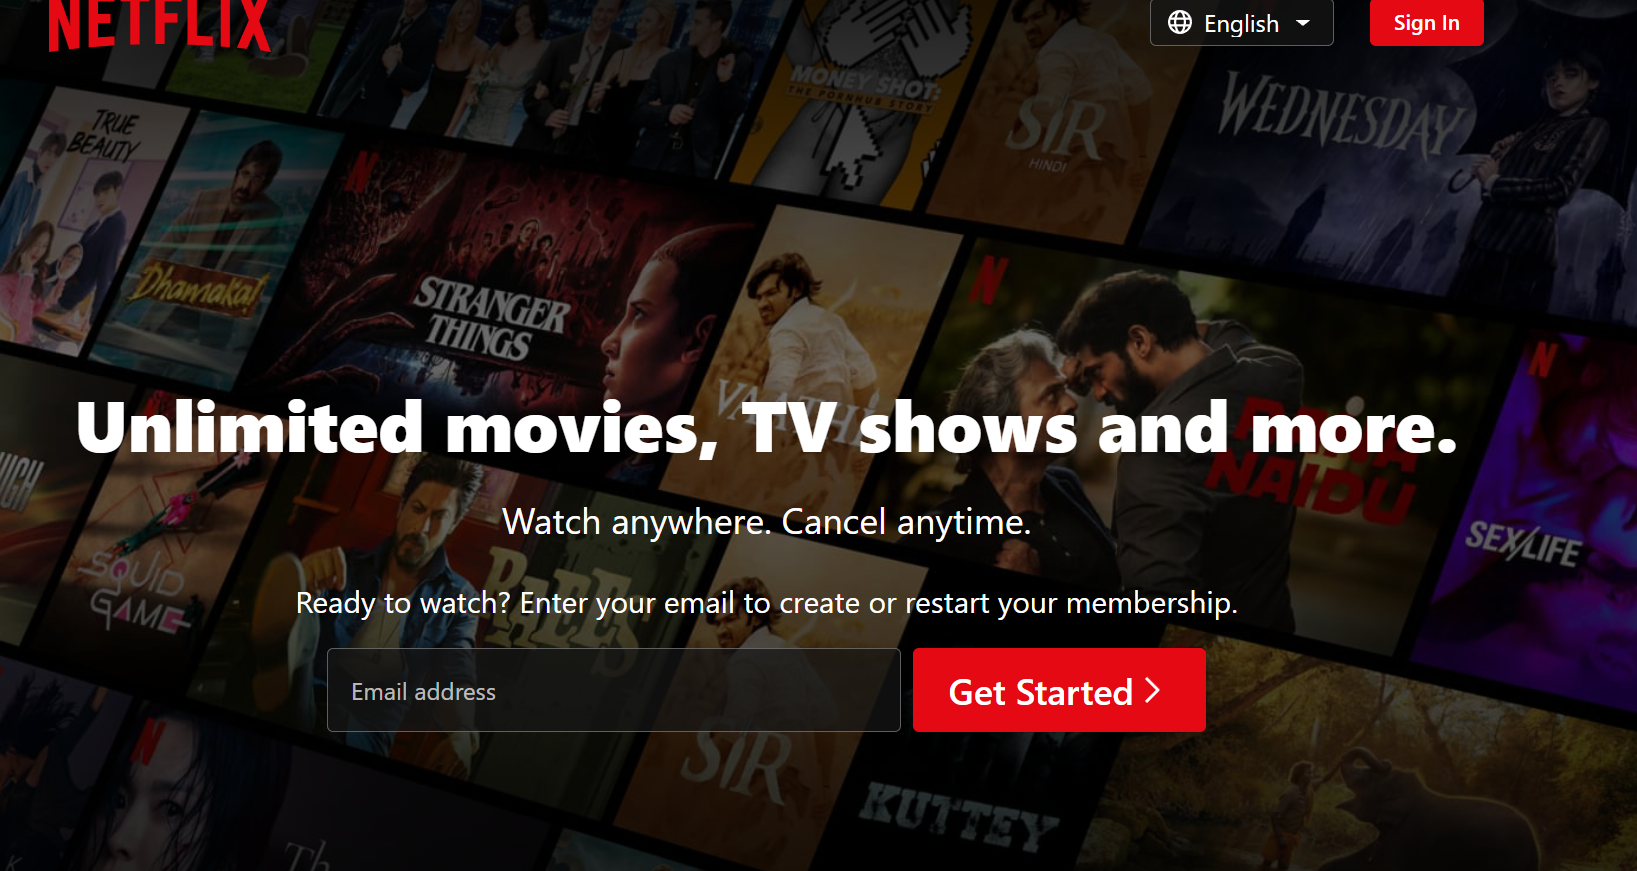 NETFLIX
English
Sign In
MONEY SHOT:
THE PORNHUB STORY
SIR
HINDI
WEDNESDAY
TRUE
BEAUTY
Dhamaka!
N
STRANGER
THINGS
N
N
VAATHI
Unlimited movies, TV shows and more.
NAIDU
SEX/LIFE
Watch anywhere. Cancel anytime.
SQUID
GAME
Ready to watch? Enter your email to create or restart your membership.
Email address
Get Started
N
SIR
KUTTEY
Th